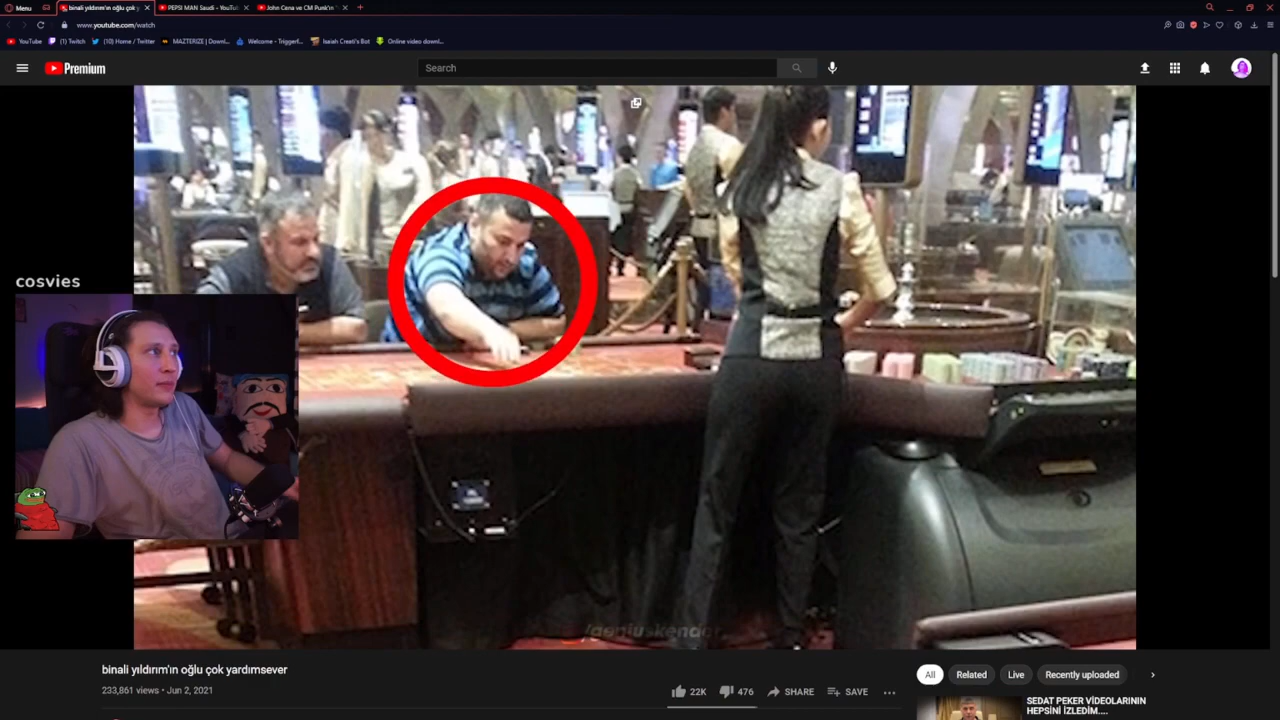 Menu
binali yıldırım'ın oğlu çok y
PEPSI MAN Saudi - YouTub
John Cena ve CM Punk'ın "
www.youtube.com/watch
YouTube
(1) Twitch
(10) Home / Twitter
MAZTERIZE | Downl...
Welcome - Triggerf...
Isaiah Creati's Bot
Online video downl...
Premium
Search
cosvies
/geniuskender
binali yıldırım'ın oğlu çok yardımsever
233,861 views • Jun 2, 2021
22K
476
SHARE
SAVE
All
Related
Live
Recently uploaded
SEDAT PEKER VİDEOLARININ
HEPSİNİ İZLEDİM....